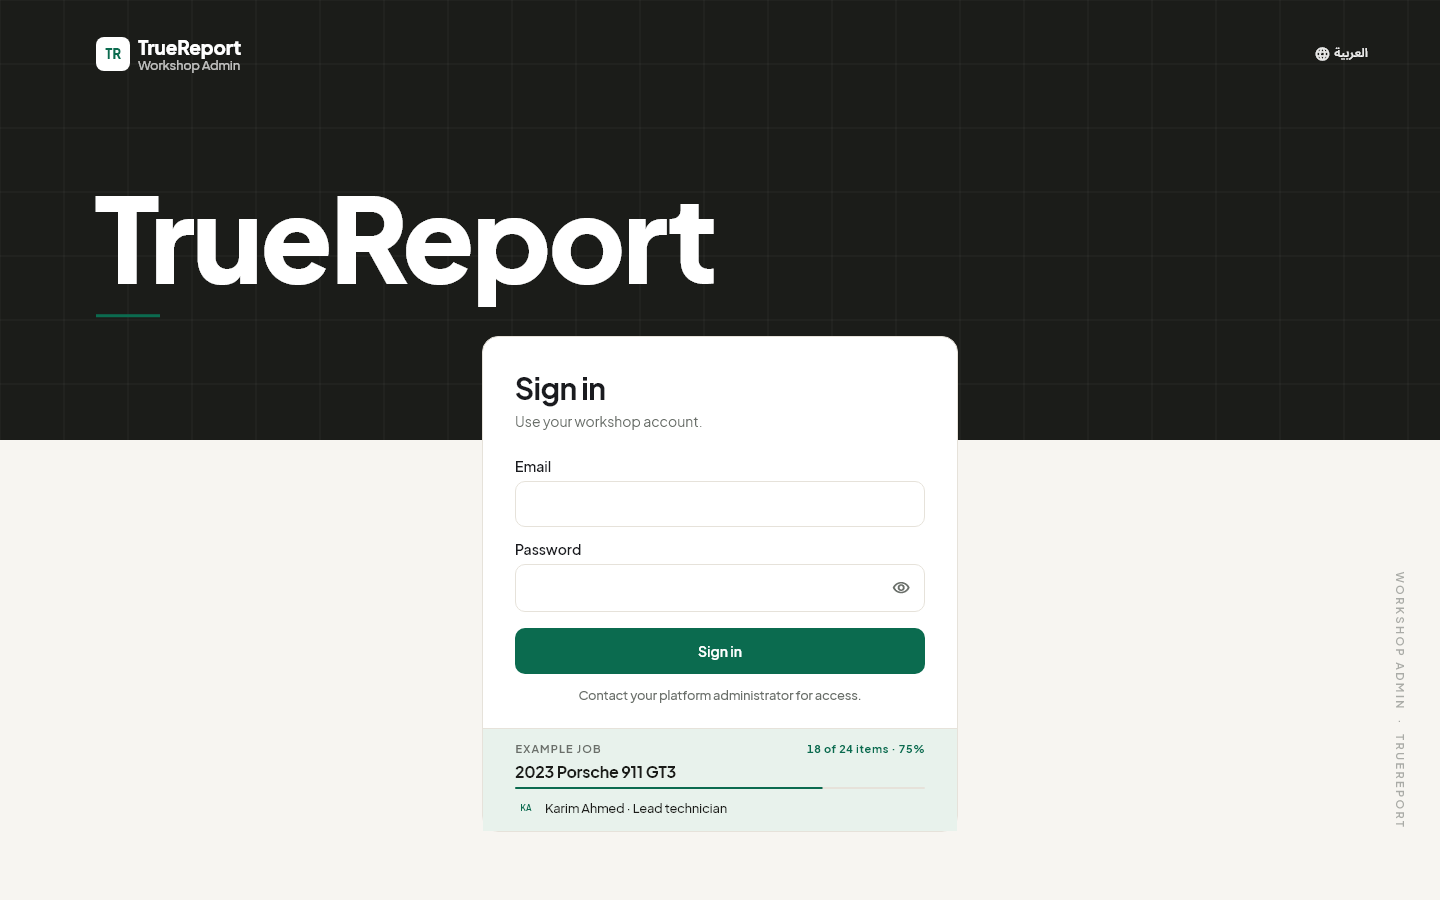 TR
TrueReport
Workshop Admin
العربية
TrueReport
Sign in
Use your workshop account.
Email
Password
Sign in
Contact your platform administrator for access.
EXAMPLE JOB
18 of 24 items · 75%
2023 Porsche 911 GT3
KA
Karim Ahmed · Lead technician
WORKSHOP ADMIN · TRUEREPORT